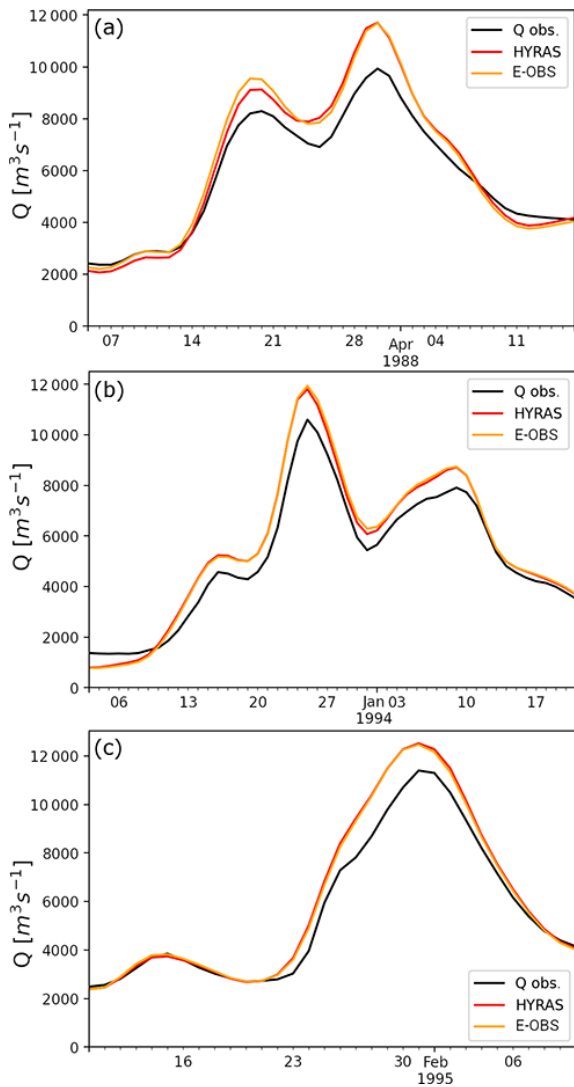 (a)
Q obs.
HYRAS
E-OBS
12 000
10 000
8000
6000
4000
2000
0
Q [m³s⁻¹]
07 14 21 28 Apr 04 11
1988
(b)
Q obs.
HYRAS
E-OBS
12 000
10 000
8000
6000
4000
2000
0
Q [m³s⁻¹]
06 13 20 27 Jan 03 10 17
1994
(c)
12 000
10 000
8000
6000
4000
2000
0
Q [m³s⁻¹]
Q obs.
HYRAS
E-OBS
16 23 30 Feb 06
1995